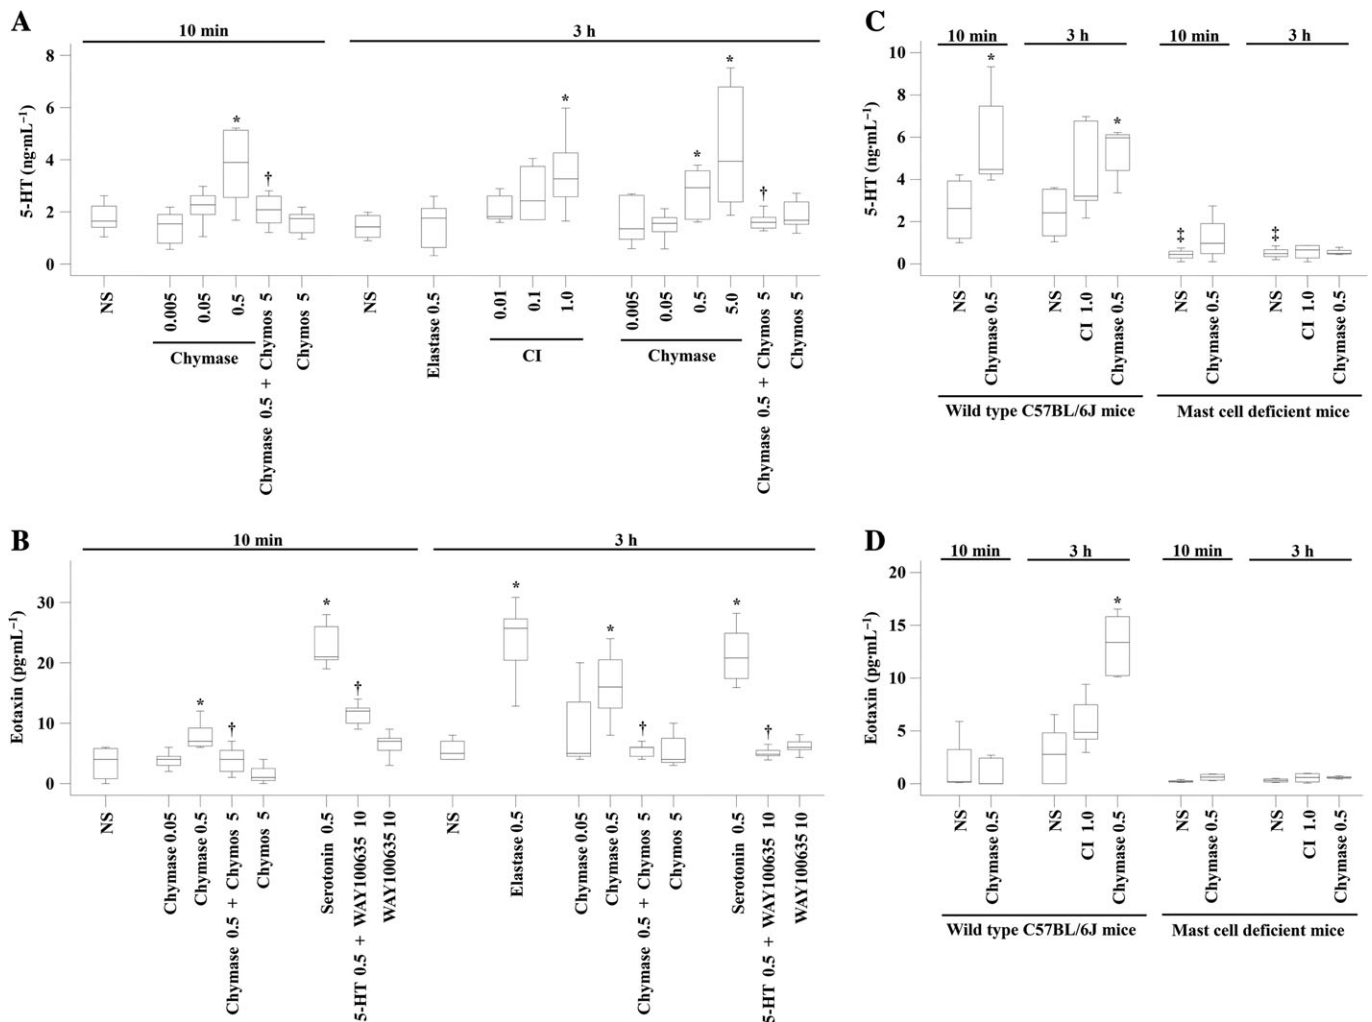 A
10 min
3 h
8
6
4
2
0
5-HT (ng·mL⁻¹)
*
†
*
*
*
†
NS
0.005
0.05
0.5
Chymase
Chymase 0.5 + Chymos 5
Chymos 5
NS
Elastase 0.5
0.01
0.1
1.0
CI
0.005
0.05
0.5
5.0
Chymase
Chymase 0.5 + Chymos 5
Chymos 5
C
10 min
3 h
10 min
3 h
10
8
6
4
2
0
5-HT (ng·mL⁻¹)
*
*
‡
‡
NS
Chymase 0.5
NS
CI 1.0
Chymase 0.5
NS
Chymase 0.5
NS
CI 1.0
Chymase 0.5
Wild type C57BL/6J mice
Mast cell deficient mice
B
10 min
3 h
30
20
10
0
Eotaxin (pg·mL⁻¹)
*
†
*
†
*
*
†
*
†
NS
Chymase 0.05
Chymase 0.5
Chymase 0.5 + Chymos 5
Chymos 5
Serotonin 0.5
5-HT 0.5 + WAY100635 10
WAY100635 10
NS
Elastase 0.5
Chymase 0.05
Chymase 0.5
Chymase 0.5 + Chymos 5
Chymos 5
Serotonin 0.5
5-HT 0.5 + WAY100635 10
WAY100635 10
D
10 min
3 h
10 min
3 h
20
15
10
5
0
Eotaxin (pg·mL⁻¹)
*
NS
Chymase 0.5
NS
CI 1.0
Chymase 0.5
NS
Chymase 0.5
NS
CI 1.0
Chymase 0.5
Wild type C57BL/6J mice
Mast cell deficient mice